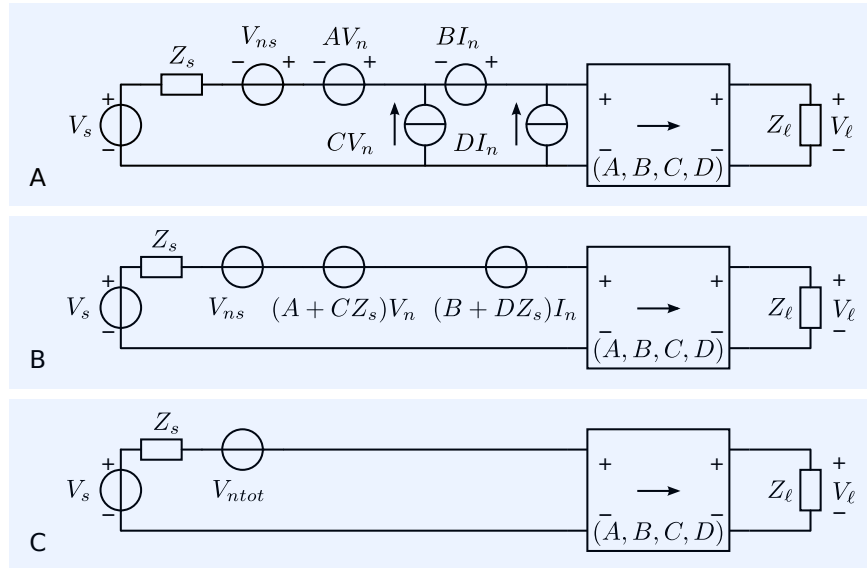 V_ns AV_n BI_n
Z_s
− + − + − +
V_s + − CV_n DI_n + − + − Z_ℓ + V_ℓ −
(A, B, C, D)
A
Z_s
V_s + − V_ns (A + CZ_s)V_n (B + DZ_s)I_n + − + − Z_ℓ + V_ℓ −
(A, B, C, D)
B
Z_s
V_s + − V_ntot + − + − Z_ℓ + V_ℓ −
(A, B, C, D)
C